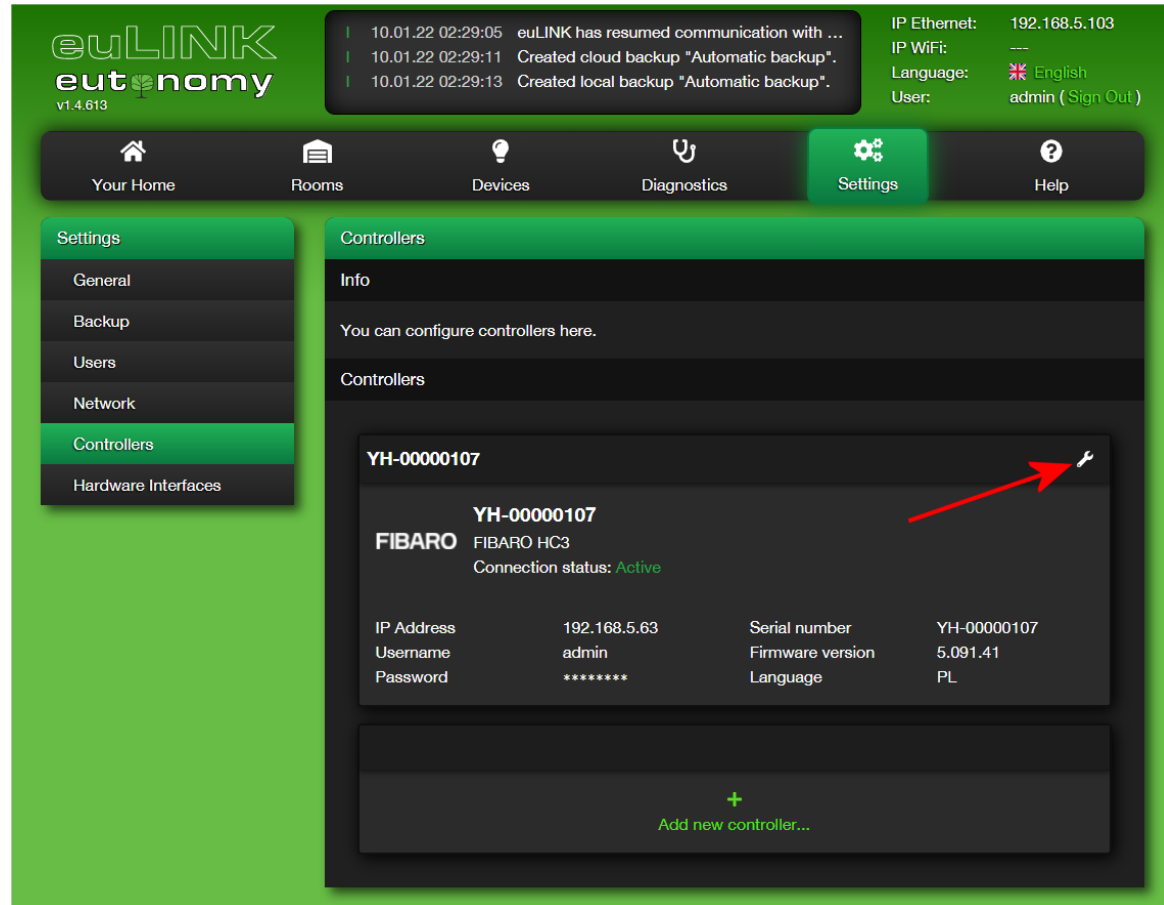 euLINK
eutonomy
v1.4.613
10.01.22 02:29:05 euLINK has resumed communication with ...
10.01.22 02:29:11 Created cloud backup "Automatic backup".
10.01.22 02:29:13 Created local backup "Automatic backup".
IP Ethernet: 192.168.5.103
IP WiFi: ---
Language: English
User: admin ( Sign Out )
Your Home Rooms Devices Diagnostics Settings Help
Settings
General
Backup
Users
Network
Controllers
Hardware Interfaces
Controllers
Info
You can configure controllers here.
Controllers
YH-00000107
FIBARO
YH-00000107
FIBARO HC3
Connection status: Active
IP Address 192.168.5.63 Serial number YH-00000107
Username admin Firmware version 5.091.41
Password ******** Language PL
+
Add new controller...